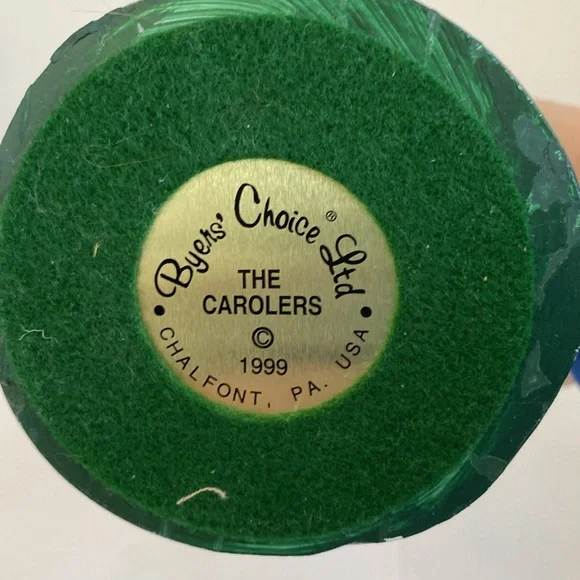 Byers' Choice® Ltd
THE
CAROLERS
©
1999
• CHALFONT, PA. USA •